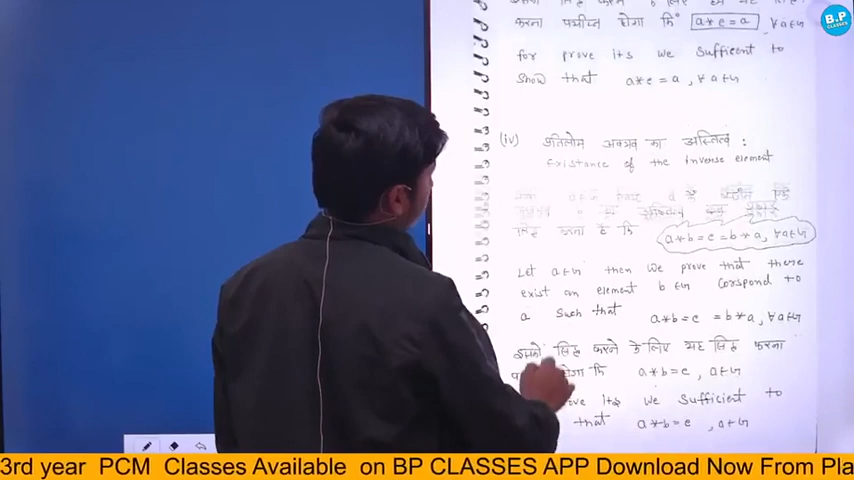 करना पर्याप्त होगा कि a*e=a, ∀a∈G
B.P
CLASSES
for prove its we sufficent to
show that a*e = a, ∀ a∈G
(iv) प्रतिलोम अवयव का अस्तित्व :
Existance of the inverse element
सिद्ध करना है कि a*b=e=b*a, ∀a∈G
Let a∈G then we prove that there
exist an element b∈G Corspond to
a such that a*b=e =b*a, ∀a∈G
इसको सिद्ध करने के लिए यह सिद्ध करना
होगा कि a*b=e, a∈G
its we sufficient to
that a*b=e, a∈G
3rd year PCM Classes Available on BP CLASSES APP Download Now From Pla